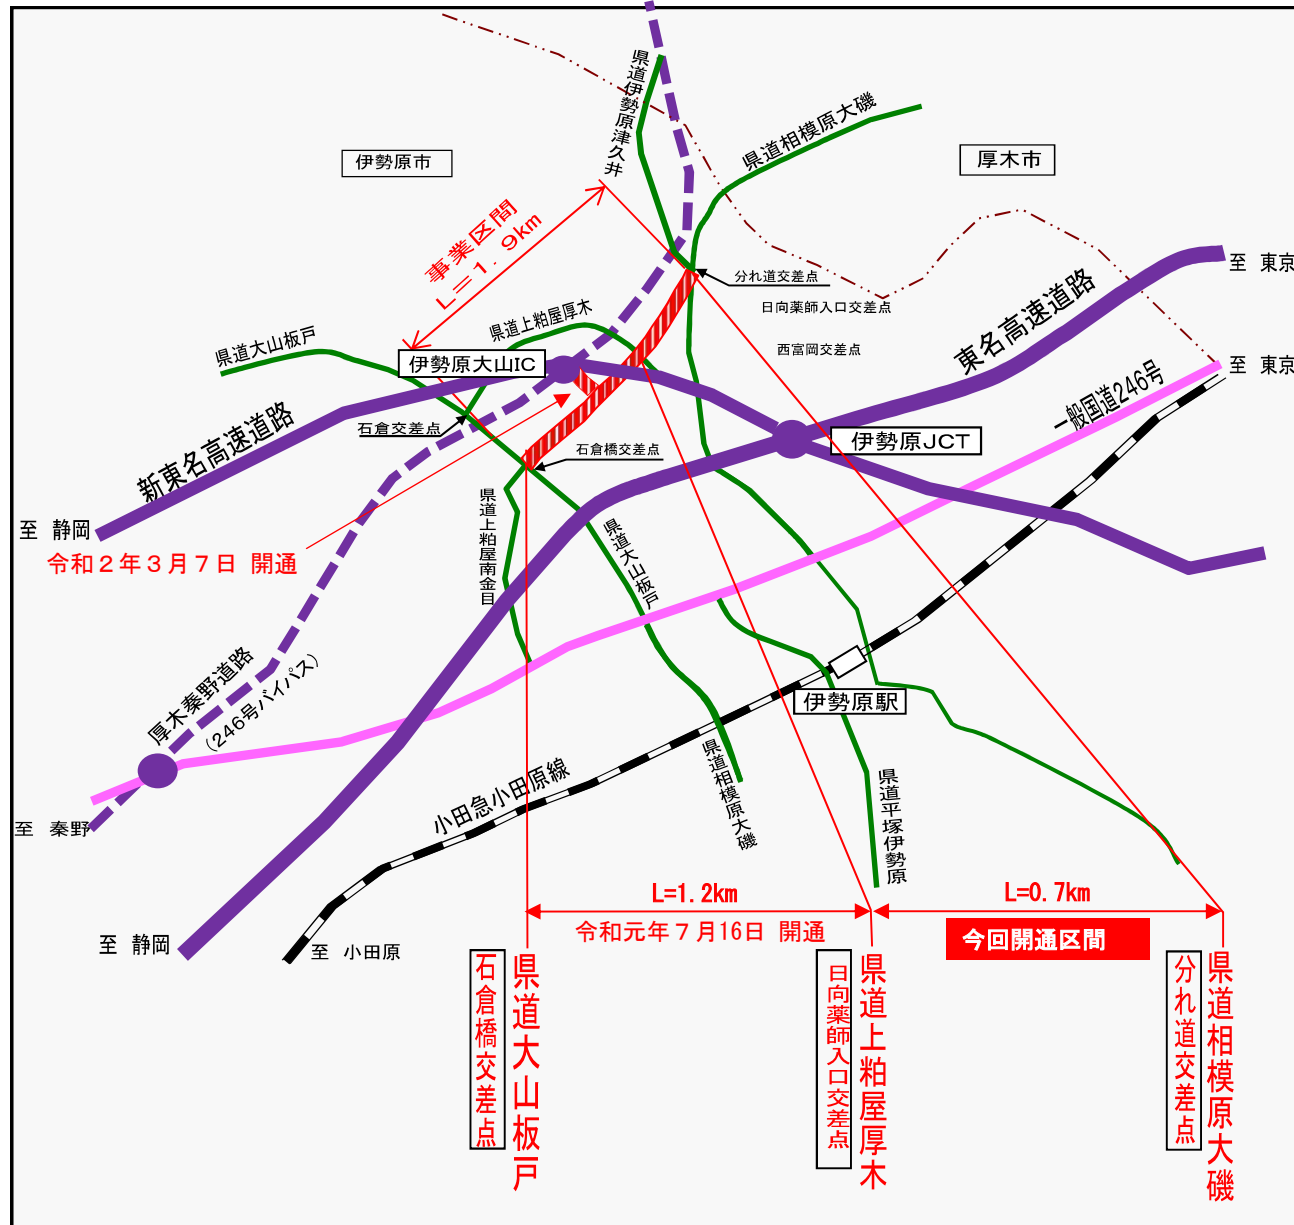 県道伊勢原津久井
県道相模原大磯
伊勢原市
厚木市
事業区間
L=1.9km
至 東京
分れ道交差点
日向薬師入口交差点
県道上粕屋厚木
東名高速道路
県道大山板戸
西富岡交差点
伊勢原大山IC
至 東京
一般国道246号
新東名高速道路
石倉交差点
伊勢原JCT
石倉橋交差点
至 静岡
県道上粕屋南金目
県道大山板戸
令和2年3月7日 開通
厚木秦野道路
(246号バイパス)
伊勢原駅
県道相模原大磯
小田急小田原線
県道平塚伊勢原
至 秦野
L=1.2km
L=0.7km
令和元年7月16日 開通
今回開通区間
至 静岡
至 小田原
石倉橋交差点
県道大山板戸
日向薬師入口交差点
県道上粕屋厚木
分れ道交差点
県道相模原大磯